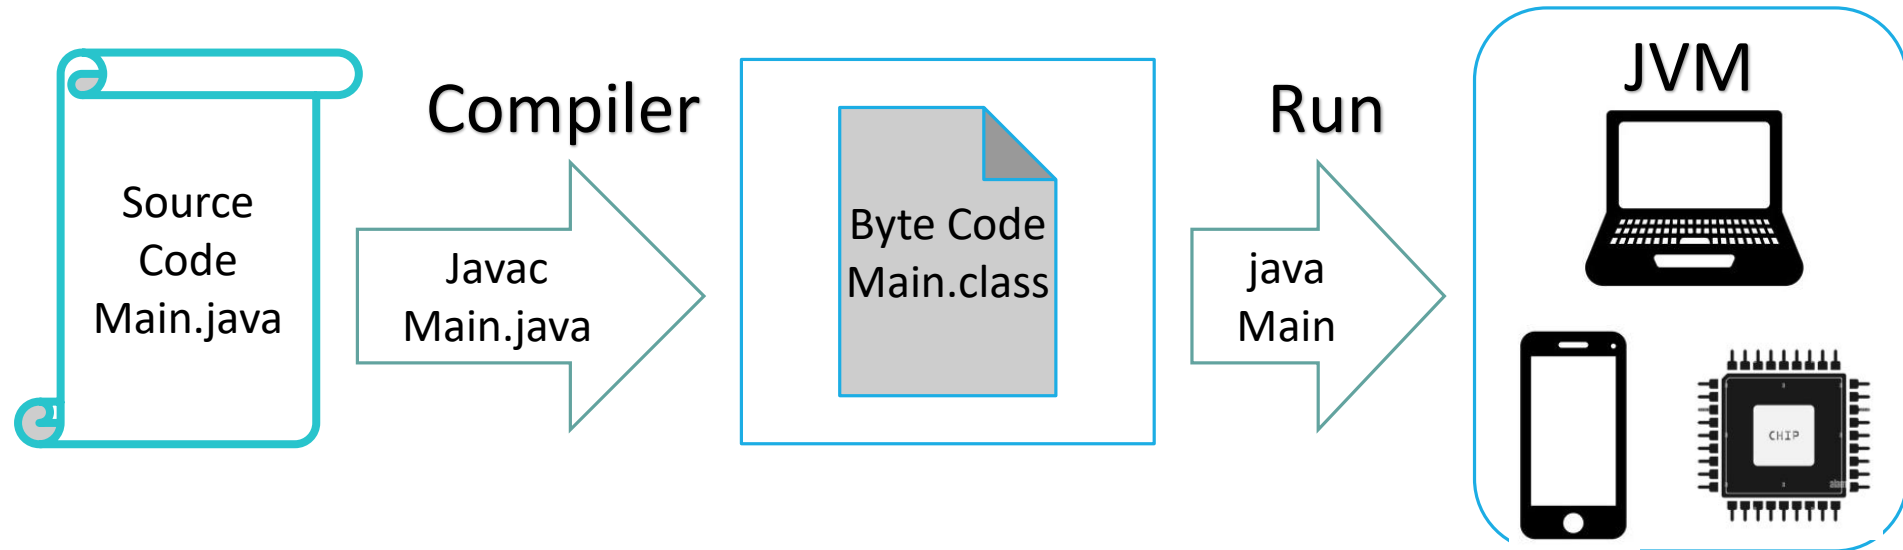 Source
Code
Main.java
Compiler
Javac
Main.java
Byte Code
Main.class
Run
java
Main
JVM
CHIP